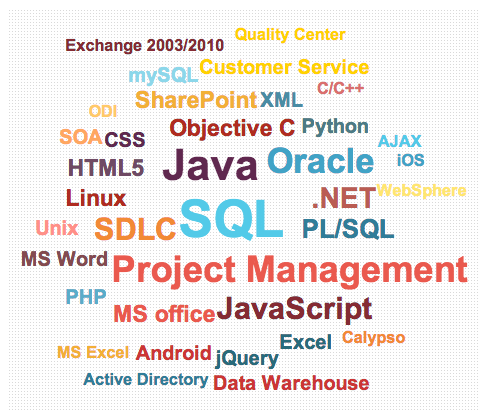 Quality Center
Exchange 2003/2010
mySQL Customer Service
C/C++
SharePoint XML
ODI
Objective C Python
SOA CSS
AJAX
HTML5 Java Oracle iOS
Linux .NET WebSphere
Unix SDLC SQL PL/SQL
MS Word Project Management
PHP
MS office JavaScript
Excel Calypso
MS Excel Android jQuery
Active Directory Data Warehouse